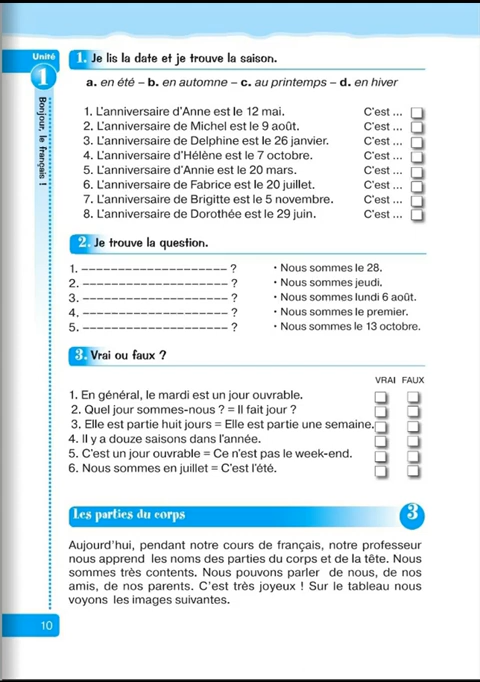 Unité
1
Bonjour, le français !
1. Je lis la date et je trouve la saison.
a. en été – b. en automne – c. au printemps – d. en hiver
1. L'anniversaire d'Anne est le 12 mai. C'est ...
2. L'anniversaire de Michel est le 9 août. C'est ...
3. L'anniversaire de Delphine est le 26 janvier. C'est ...
4. L'anniversaire d'Hélène est le 7 octobre. C'est ...
5. L'anniversaire d'Annie est le 20 mars. C'est ...
6. L'anniversaire de Fabrice est le 20 juillet. C'est ...
7. L'anniversaire de Brigitte est le 5 novembre. C'est ...
8. L'anniversaire de Dorothée est le 29 juin. C'est ...
2. Je trouve la question.
1. -------------------- ? • Nous sommes le 28.
2. -------------------- ? • Nous sommes jeudi.
3. -------------------- ? • Nous sommes lundi 6 août.
4. -------------------- ? • Nous sommes le premier.
5. -------------------- ? • Nous sommes le 13 octobre.
3. Vrai ou faux ?
VRAI FAUX
1. En général, le mardi est un jour ouvrable.
2. Quel jour sommes-nous ? = Il fait jour ?
3. Elle est partie huit jours = Elle est partie une semaine.
4. Il y a douze saisons dans l'année.
5. C'est un jour ouvrable = Ce n'est pas le week-end.
6. Nous sommes en juillet = C'est l'été.
Les parties du corps 3
Aujourd'hui, pendant notre cours de français, notre professeur
nous apprend les noms des parties du corps et de la tête. Nous
sommes très contents. Nous pouvons parler de nous, de nos
amis, de nos parents. C'est très joyeux ! Sur le tableau nous
voyons les images suivantes.
10